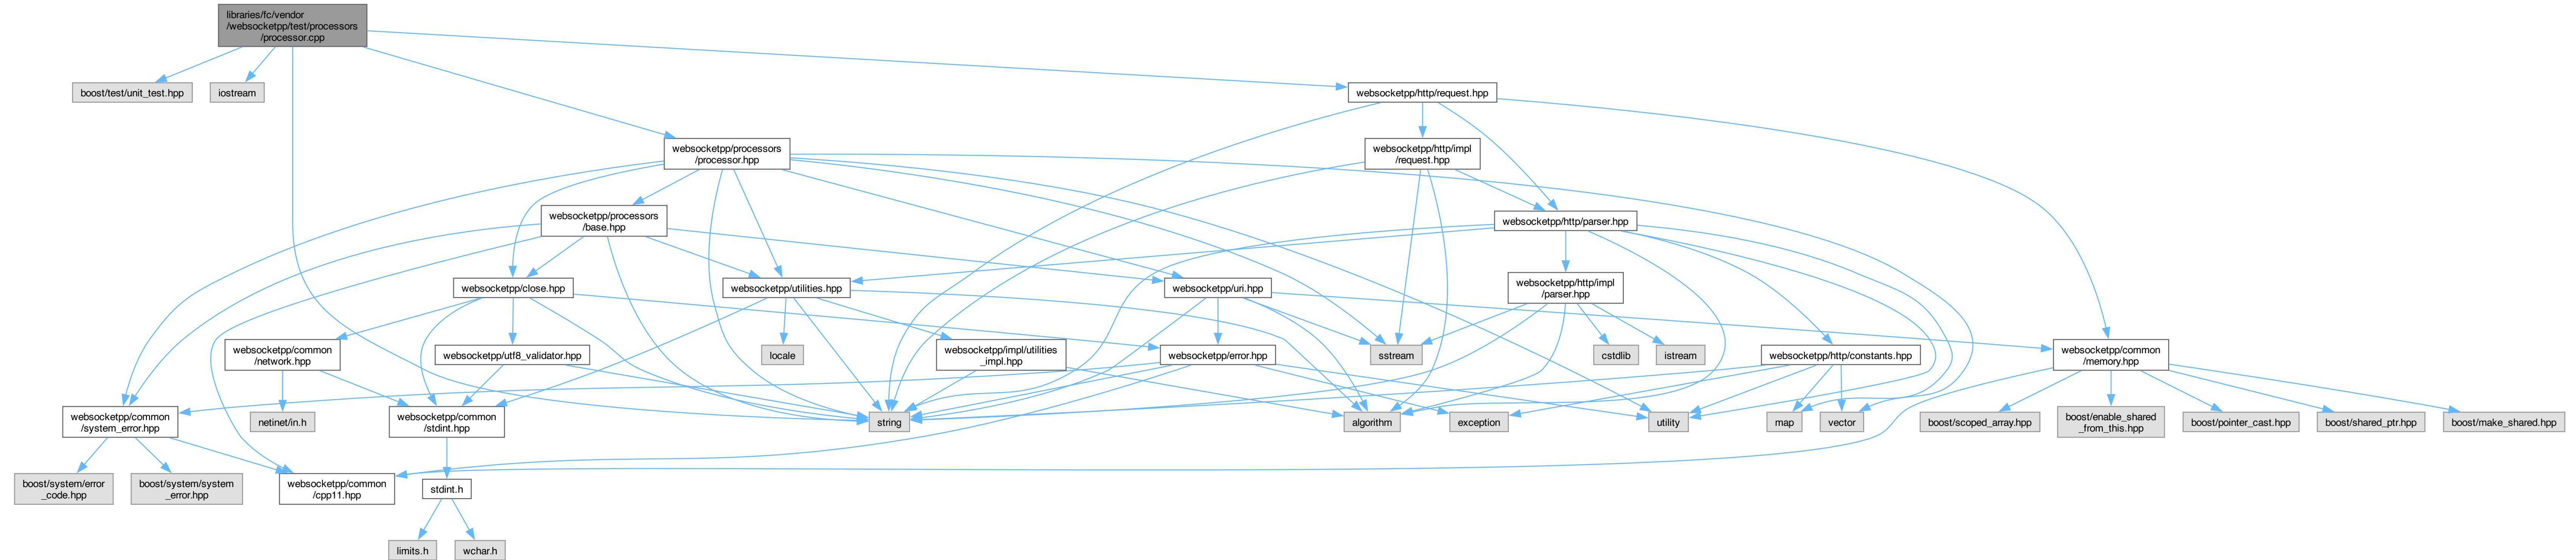 libraries/fc/vendor
/websocketpp/test/processors
/processor.cpp
boost/test/unit_test.hpp
iostream
websocketpp/http/request.hpp
websocketpp/processors
/processor.hpp
websocketpp/http/impl
/request.hpp
websocketpp/processors
/base.hpp
websocketpp/http/parser.hpp
websocketpp/close.hpp
websocketpp/utilities.hpp
websocketpp/uri.hpp
websocketpp/http/impl
/parser.hpp
websocketpp/common
/network.hpp
websocketpp/utf8_validator.hpp
locale
websocketpp/impl/utilities
_impl.hpp
websocketpp/error.hpp
sstream
cstdlib
istream
websocketpp/http/constants.hpp
websocketpp/common
/memory.hpp
websocketpp/common
/system_error.hpp
netinet/in.h
websocketpp/common
/stdint.hpp
string
algorithm
exception
utility
map
vector
boost/scoped_array.hpp
boost/enable_shared
_from_this.hpp
boost/pointer_cast.hpp
boost/shared_ptr.hpp
boost/make_shared.hpp
boost/system/error
_code.hpp
boost/system/system
_error.hpp
websocketpp/common
/cpp11.hpp
stdint.h
limits.h
wchar.h